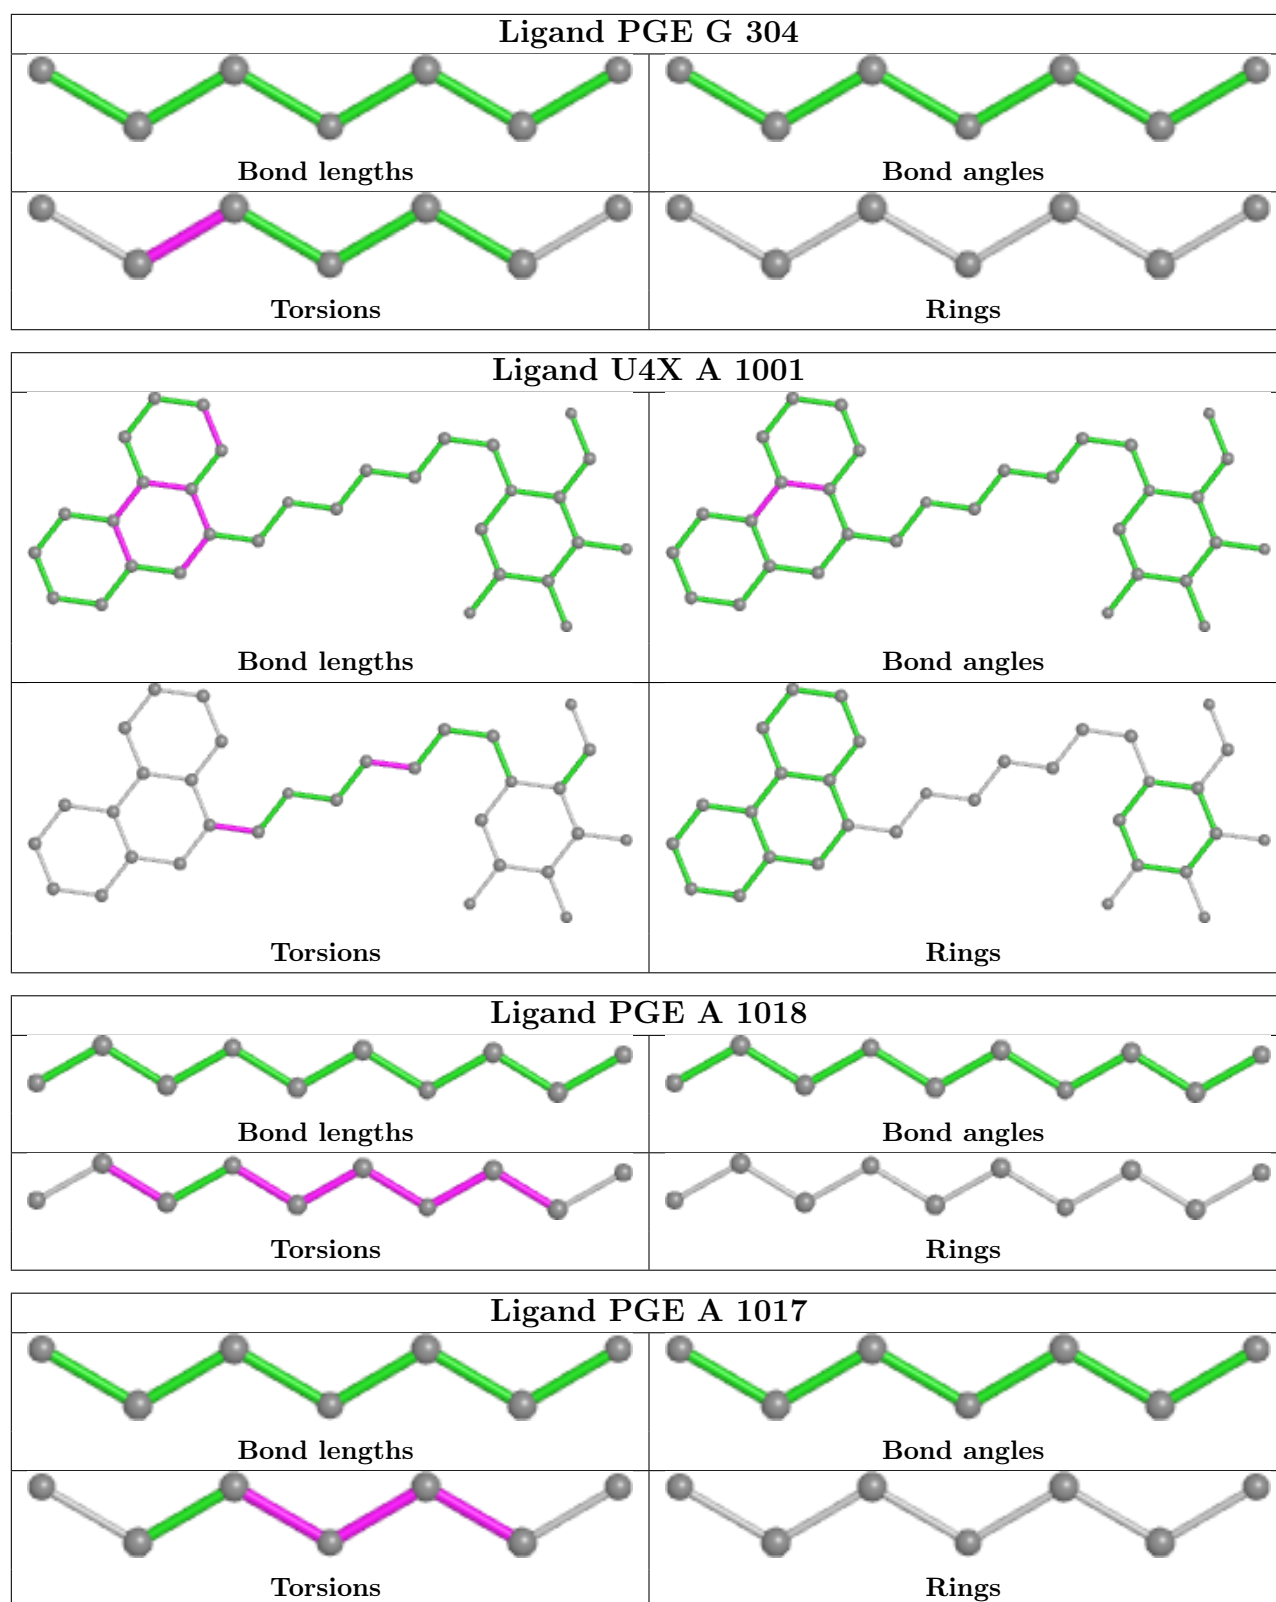 Ligand PGE G 304
Bond lengths
Bond angles
Torsions
Rings
Ligand U4X A 1001
Bond lengths
Bond angles
Torsions
Rings
Ligand PGE A 1018
Bond lengths
Bond angles
Torsions
Rings
Ligand PGE A 1017
Bond lengths
Bond angles
Torsions
Rings